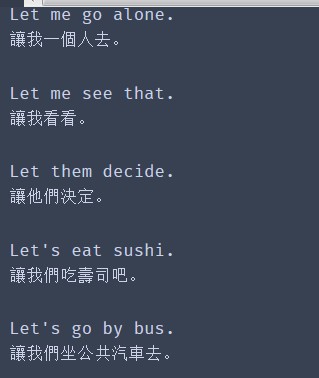 Let me go alone.
讓我一個人去。
Let me see that.
讓我看看。
Let them decide.
讓他們決定。
Let's eat sushi.
讓我們吃壽司吧。
Let's go by bus.
讓我們坐公共汽車去。